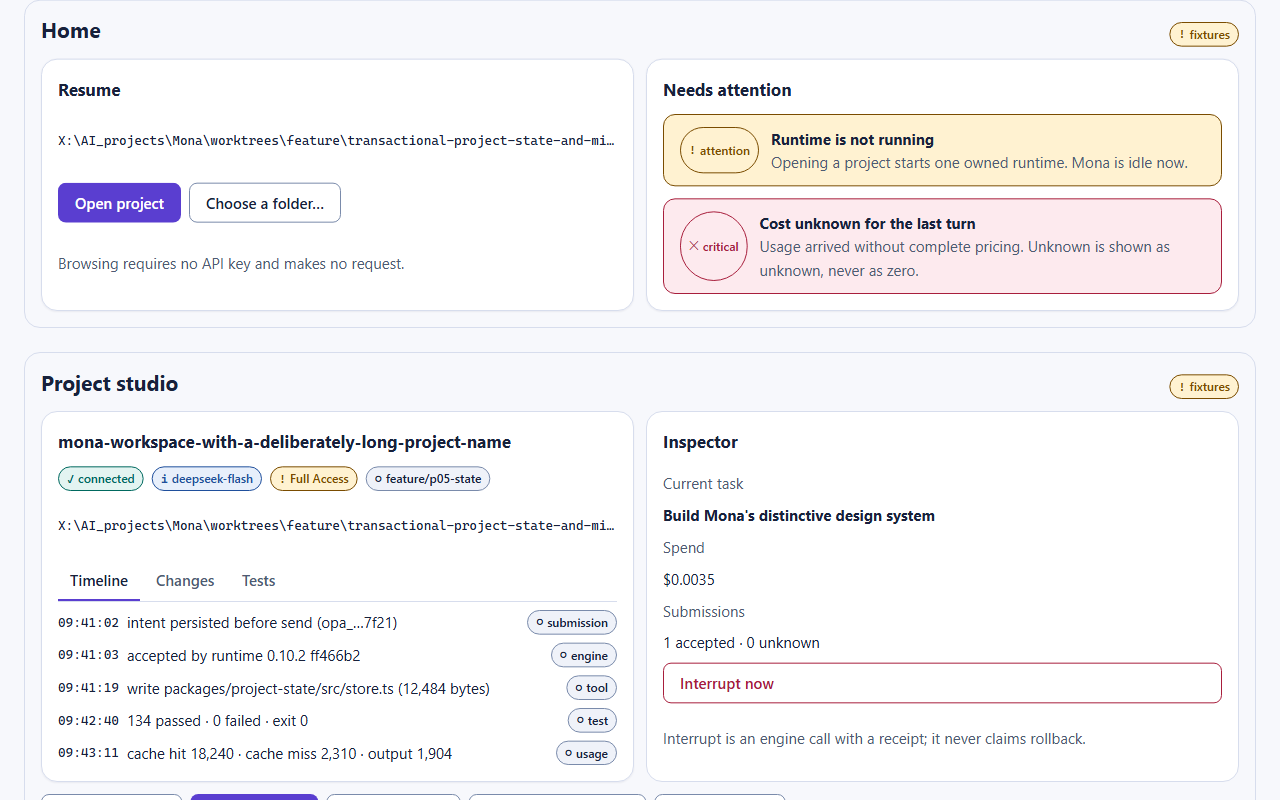 Home
! fixtures
Resume
X:\AI_projects\Mona\worktrees\feature\transactional-project-state-and-mi…
Open project
Choose a folder...
Browsing requires no API key and makes no request.
Needs attention
! attention
Runtime is not running
Opening a project starts one owned runtime. Mona is idle now.
✕ critical
Cost unknown for the last turn
Usage arrived without complete pricing. Unknown is shown as
unknown, never as zero.
Project studio
! fixtures
mona-workspace-with-a-deliberately-long-project-name
✓ connected
i deepseek-flash
! Full Access
feature/p05-state
X:\AI_projects\Mona\worktrees\feature\transactional-project-state-and-mi…
Timeline
Changes
Tests
09:41:02 intent persisted before send (opa_…7f21)
submission
09:41:03 accepted by runtime 0.10.2 ff466b2
engine
09:41:19 write packages/project-state/src/store.ts (12,484 bytes)
tool
09:42:40 134 passed · 0 failed · exit 0
test
09:43:11 cache hit 18,240 · cache miss 2,310 · output 1,904
usage
Inspector
Current task
Build Mona's distinctive design system
Spend
$0.0035
Submissions
1 accepted · 0 unknown
Interrupt now
Interrupt is an engine call with a receipt; it never claims rollback.